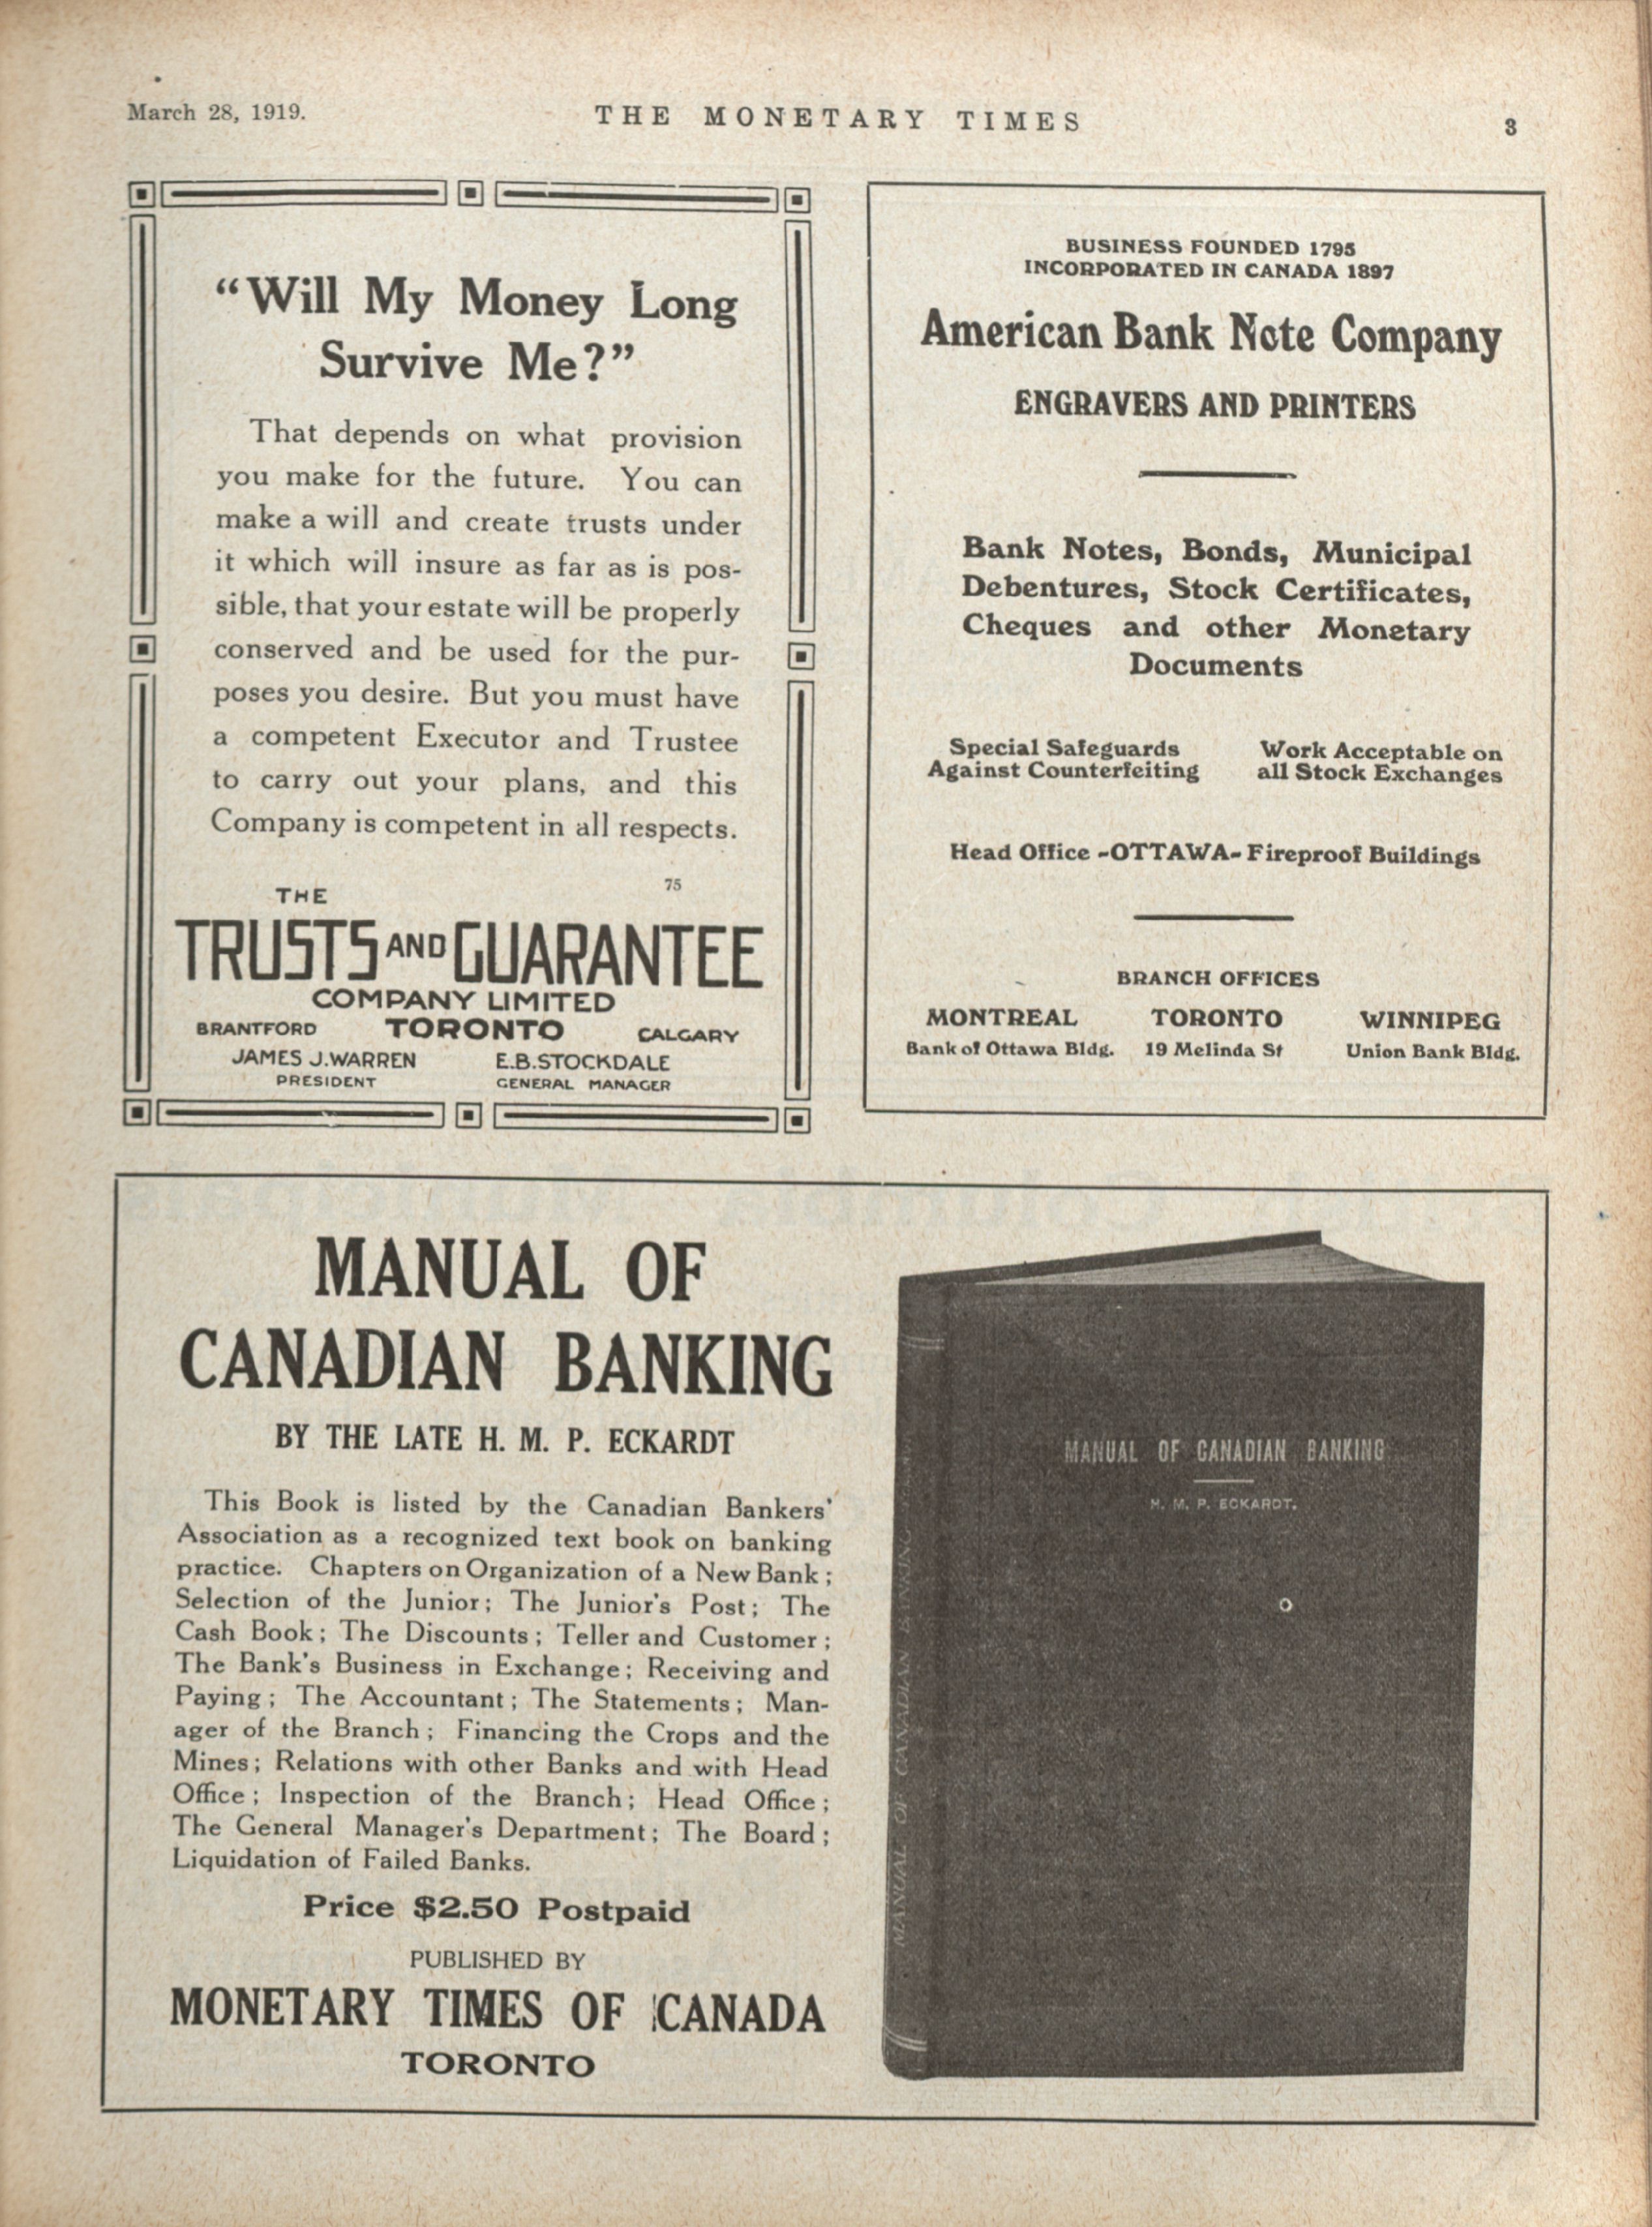 March 28, 1919.
THE MONETARY TIMES
3
“Will My Money Long
Survive Me?”
That depends on what provision
you make for the future. You can
make a will and create trusts under
it which will insure as far as is pos-
sible, that your estate will be properly
conserved and be used for the pur-
poses you desire. But you must have
a competent Executor and Trustee
to carry out your plans, and this
Company is competent in all respects.
75
THE
TRUSTS AND GUARANTEE
COMPANY LIMITED
BRANTFORD TORONTO CALGARY
JAMES J. WARREN E.B. STOCKDALE
PRESIDENT GENERAL MANAGER
BUSINESS FOUNDED 1795
INCORPORATED IN CANADA 1897
American Bank Note Company
ENGRAVERS AND PRINTERS
Bank Notes, Bonds, Municipal
Debentures, Stock Certificates,
Cheques and other Monetary
Documents
Special Safeguards
Against Counterfeiting
Work Acceptable on
all Stock Exchanges
Head Office -OTTAWA- Fireproof Buildings
BRANCH OFFICES
MONTREAL TORONTO WINNIPEG
Bank of Ottawa Bldg. 19 Melinda St Union Bank Bldg.
MANUAL OF
CANADIAN BANKING
BY THE LATE H. M. P. ECKARDT
This Book is listed by the Canadian Bankers'
Association as a recognized text book on banking
practice. Chapters on Organization of a New Bank;
Selection of the Junior; The Junior's Post; The
Cash Book; The Discounts; Teller and Customer;
The Bank's Business in Exchange; Receiving and
Paying; The Accountant; The Statements; Man-
ager of the Branch; Financing the Crops and the
Mines; Relations with other Banks and with Head
Office; Inspection of the Branch; Head Office;
The General Manager's Department; The Board;
Liquidation of Failed Banks.
Price $2.50 Postpaid
PUBLISHED BY
MONETARY TIMES OF CANADA
TORONTO
MANUAL OF CANADIAN BANKING
H. M. P. ECKARDT.
MANUAL OF CANADIAN BANKING